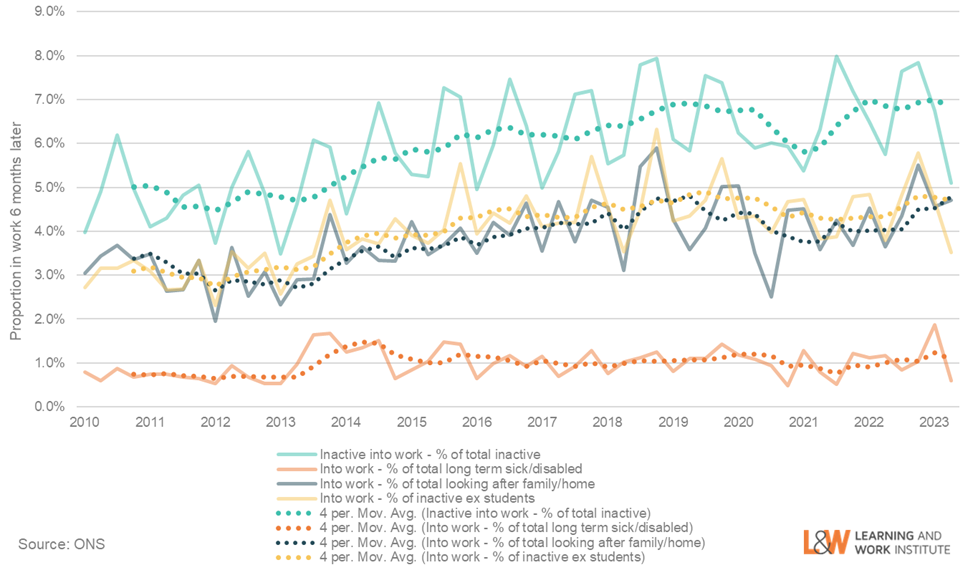 9.0%
8.0%
7.0%
6.0%
5.0%
4.0%
3.0%
2.0%
1.0%
0.0%
Proportion in work 6 months later
2010 2011 2012 2013 2014 2015 2016 2017 2018 2019 2020 2021 2022 2023
Inactive into work - % of total inactive
Into work - % of total long term sick/disabled
Into work - % of total looking after family/home
Into work - % of inactive ex students
4 per. Mov. Avg. (Inactive into work - % of total inactive)
4 per. Mov. Avg. (Into work - % of total long term sick/disabled)
4 per. Mov. Avg. (Into work - % of total looking after family/home)
4 per. Mov. Avg. (Into work - % of inactive ex students)
Source: ONS
L&W LEARNING AND
WORK INSTITUTE